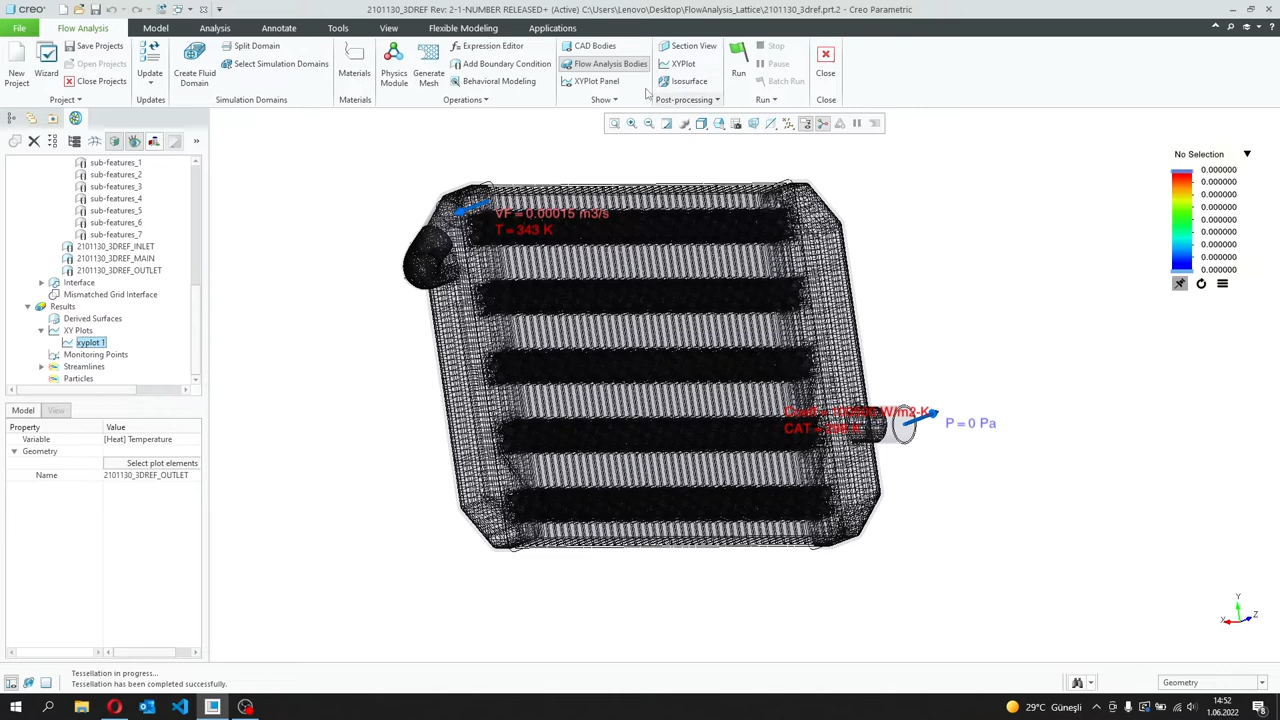 creo
2101130_3DREF Rev: 2-1-NUMBER RELEASED+ (Active) C:\Users\Lenovo\Desktop\FlowAnalysis_Lattice\2101130_3dref.prt.2 - Creo Parametric
File Flow Analysis Model Analysis Annotate Tools View Flexible Modeling Applications
New Project
Wizard
Save Projects
Open Projects
Close Projects
Project
Update
Updates
Create Fluid Domain
Split Domain
Select Simulation Domains
Simulation Domains
Materials
Materials
Physics Module
Generate Mesh
Expression Editor
Add Boundary Condition
Behavioral Modeling
Operations
CAD Bodies
Flow Analysis Bodies
XYPlot Panel
Show
Section View
XYPlot
Isosurface
Post-processing
Run
Stop
Pause
Batch Run
Run
Close
Close
sub-features_1
sub-features_2
sub-features_3
sub-features_4
sub-features_5
sub-features_6
sub-features_7
2101130_3DREF_INLET
2101130_3DREF_MAIN
2101130_3DREF_OUTLET
Interface
Mismatched Grid Interface
Results
Derived Surfaces
XY Plots
xyplot 1
Monitoring Points
Streamlines
Particles
Model View
Property Value
Variable [Heat] Temperature
Geometry
Select plot elements
Name 2101130_3DREF_OUTLET
VF = 0.00015 m3/s
T = 343 K
P = 0 Pa
No Selection
0.000000
0.000000
0.000000
0.000000
0.000000
0.000000
0.000000
0.000000
0.000000
Y
X
Z
Tessellation in progress...
Tessellation has been completed successfully.
Geometry
29°C Güneşli
14:52
1.06.2022